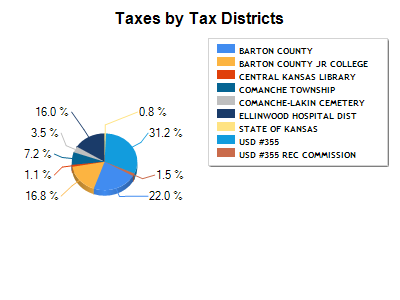 Taxes by Tax Districts
BARTON COUNTY
BARTON COUNTY JR COLLEGE
CENTRAL KANSAS LIBRARY
COMANCHE TOWNSHIP
COMANCHE-LAKIN CEMETERY
ELLINWOOD HOSPITAL DIST
STATE OF KANSAS
USD #355
USD #355 REC COMMISSION
16.0 % 0.8 %
3.5 % 31.2 %
7.2 %
1.1 % 1.5 %
16.8 % 22.0 %